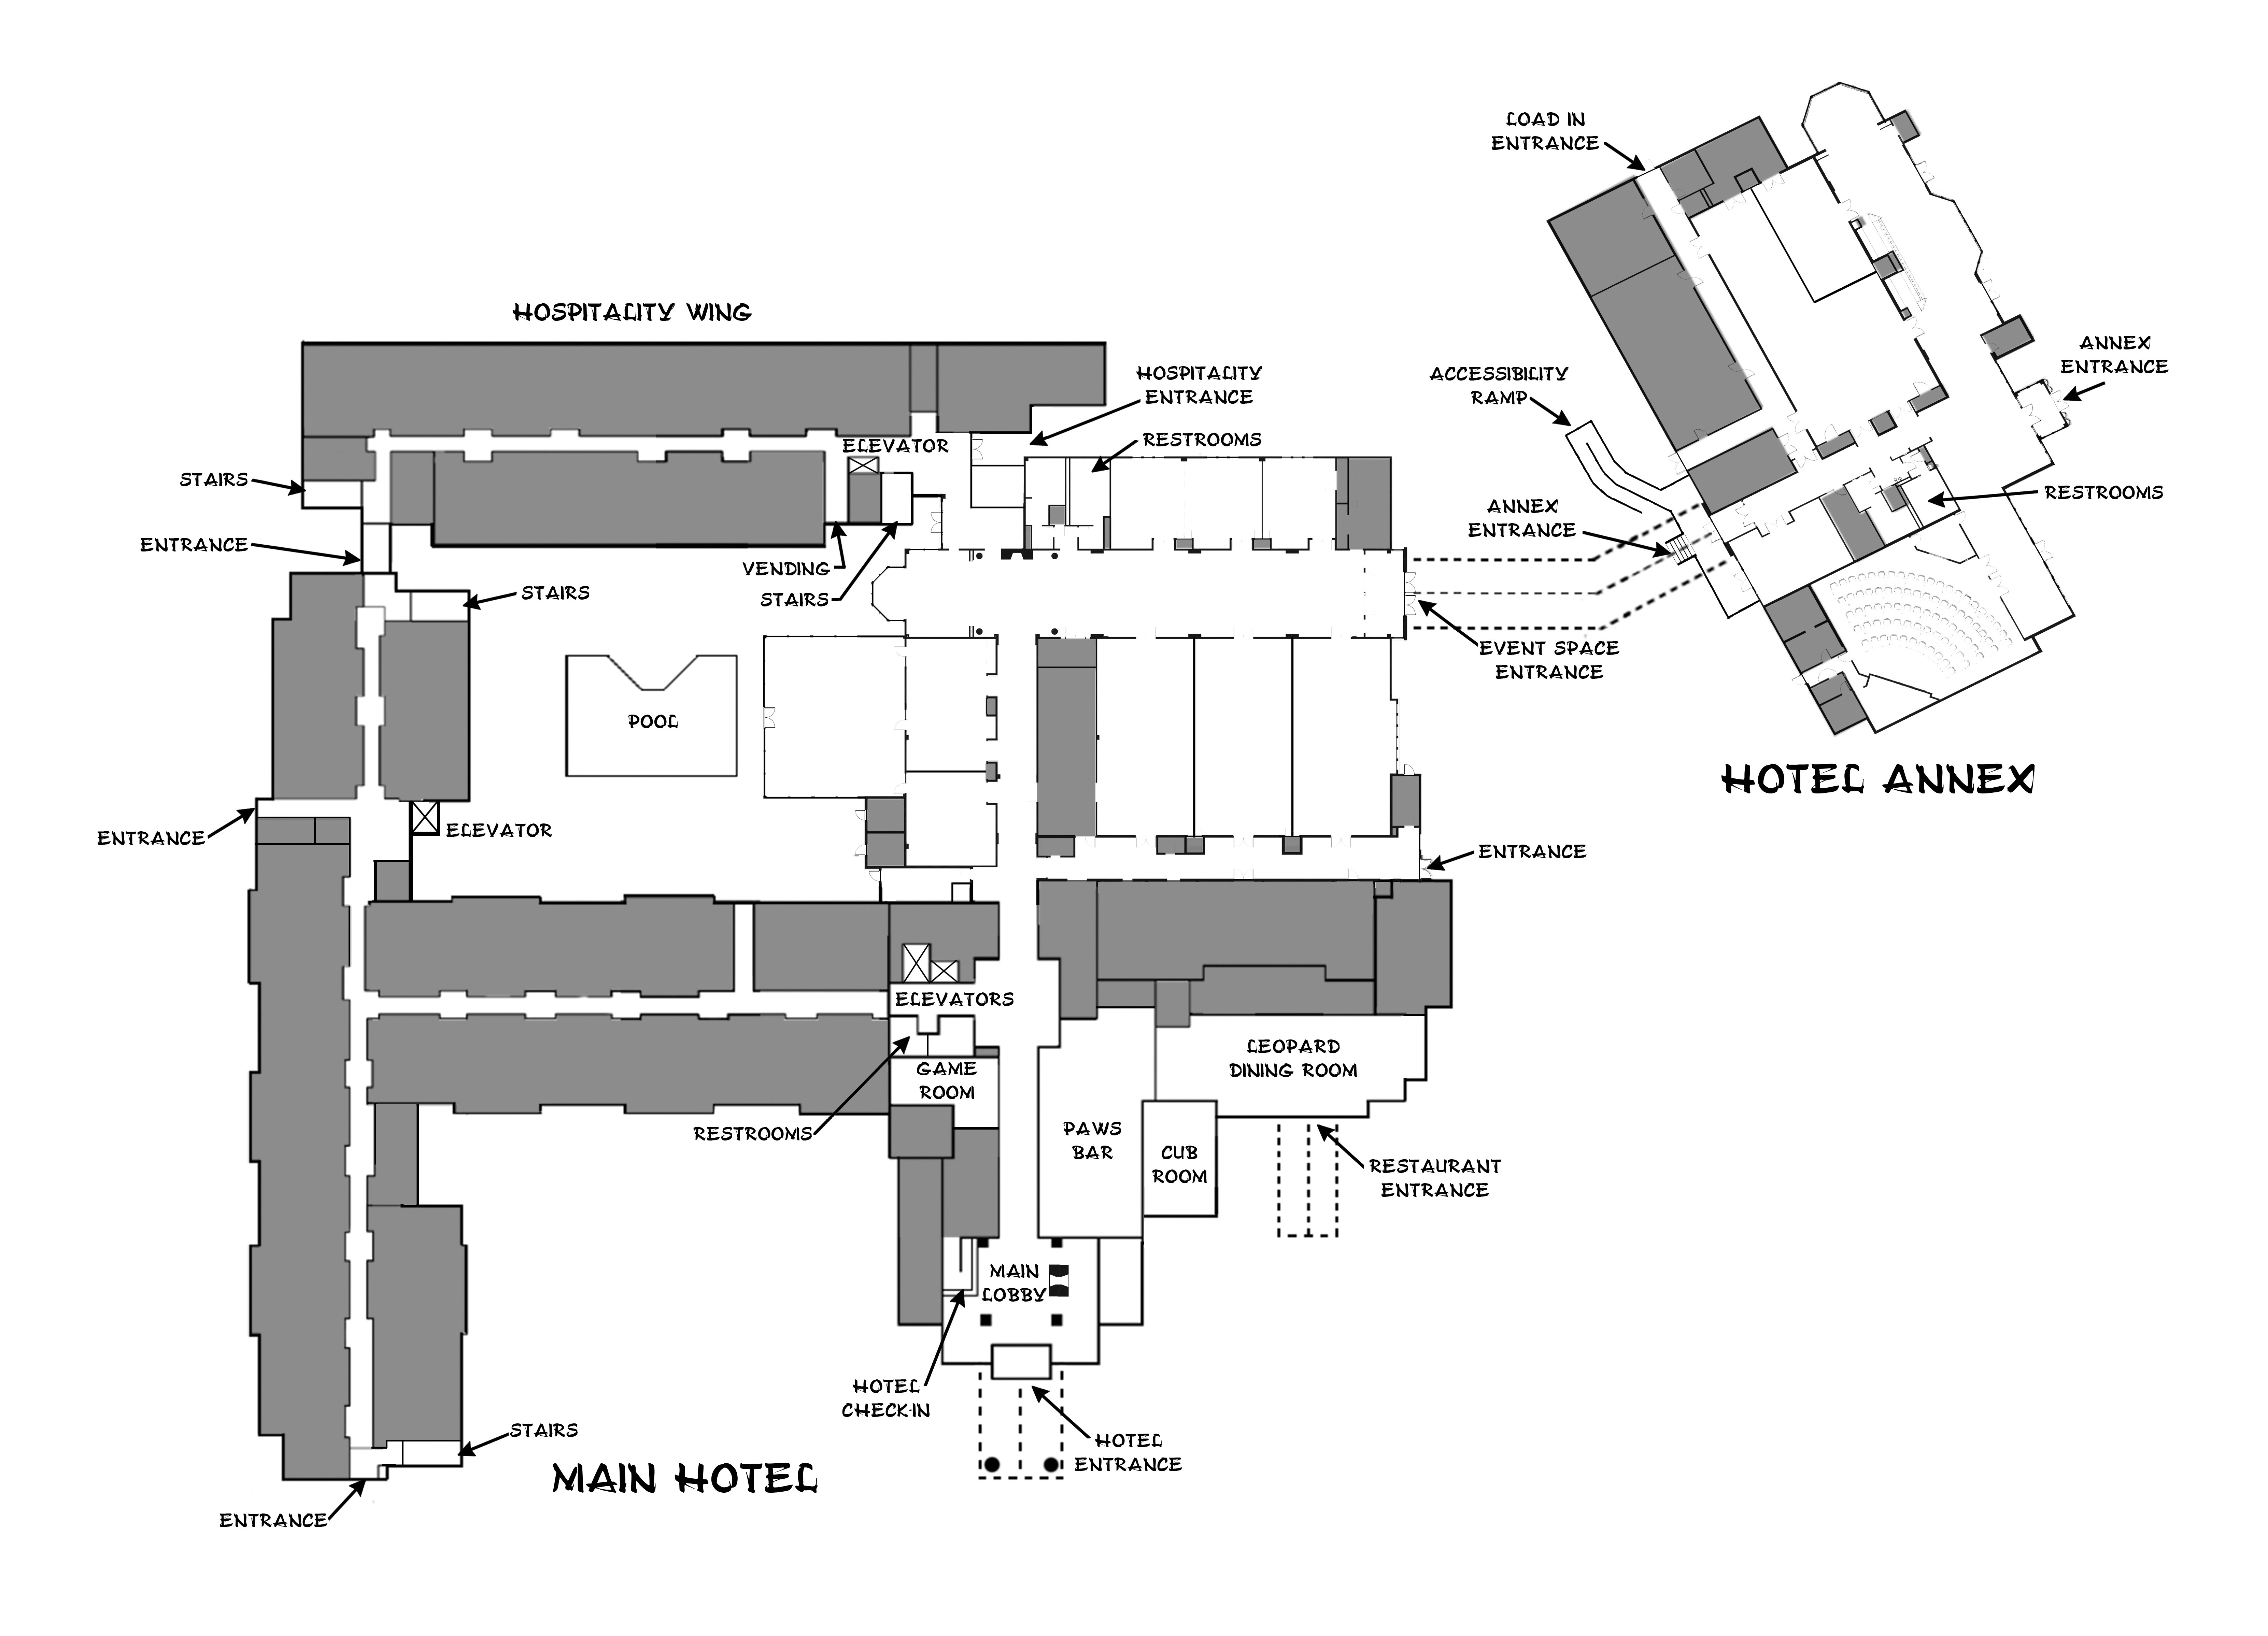 LOAD IN
ENTRANCE
HOSPITALITY WING
ANNEX
ENTRANCE
HOSPITALITY
ENTRANCE
ACCESSIBILITY
RAMP
RESTROOMS
ELEVATOR
STAIRS
RESTROOMS
ANNEX
ENTRANCE
ENTRANCE
VENDING
STAIRS
STAIRS
EVENT SPACE
ENTRANCE
POOL
HOTEL ANNEX
ENTRANCE
ELEVATOR
ENTRANCE
ELEVATORS
LEOPARD
DINING ROOM
GAME
ROOM
RESTROOMS
PAWS
BAR
CUB
ROOM
RESTAURANT
ENTRANCE
MAIN
LOBBY
HOTEL
CHECK-IN
STAIRS
HOTEL
ENTRANCE
MAIN HOTEL
ENTRANCE